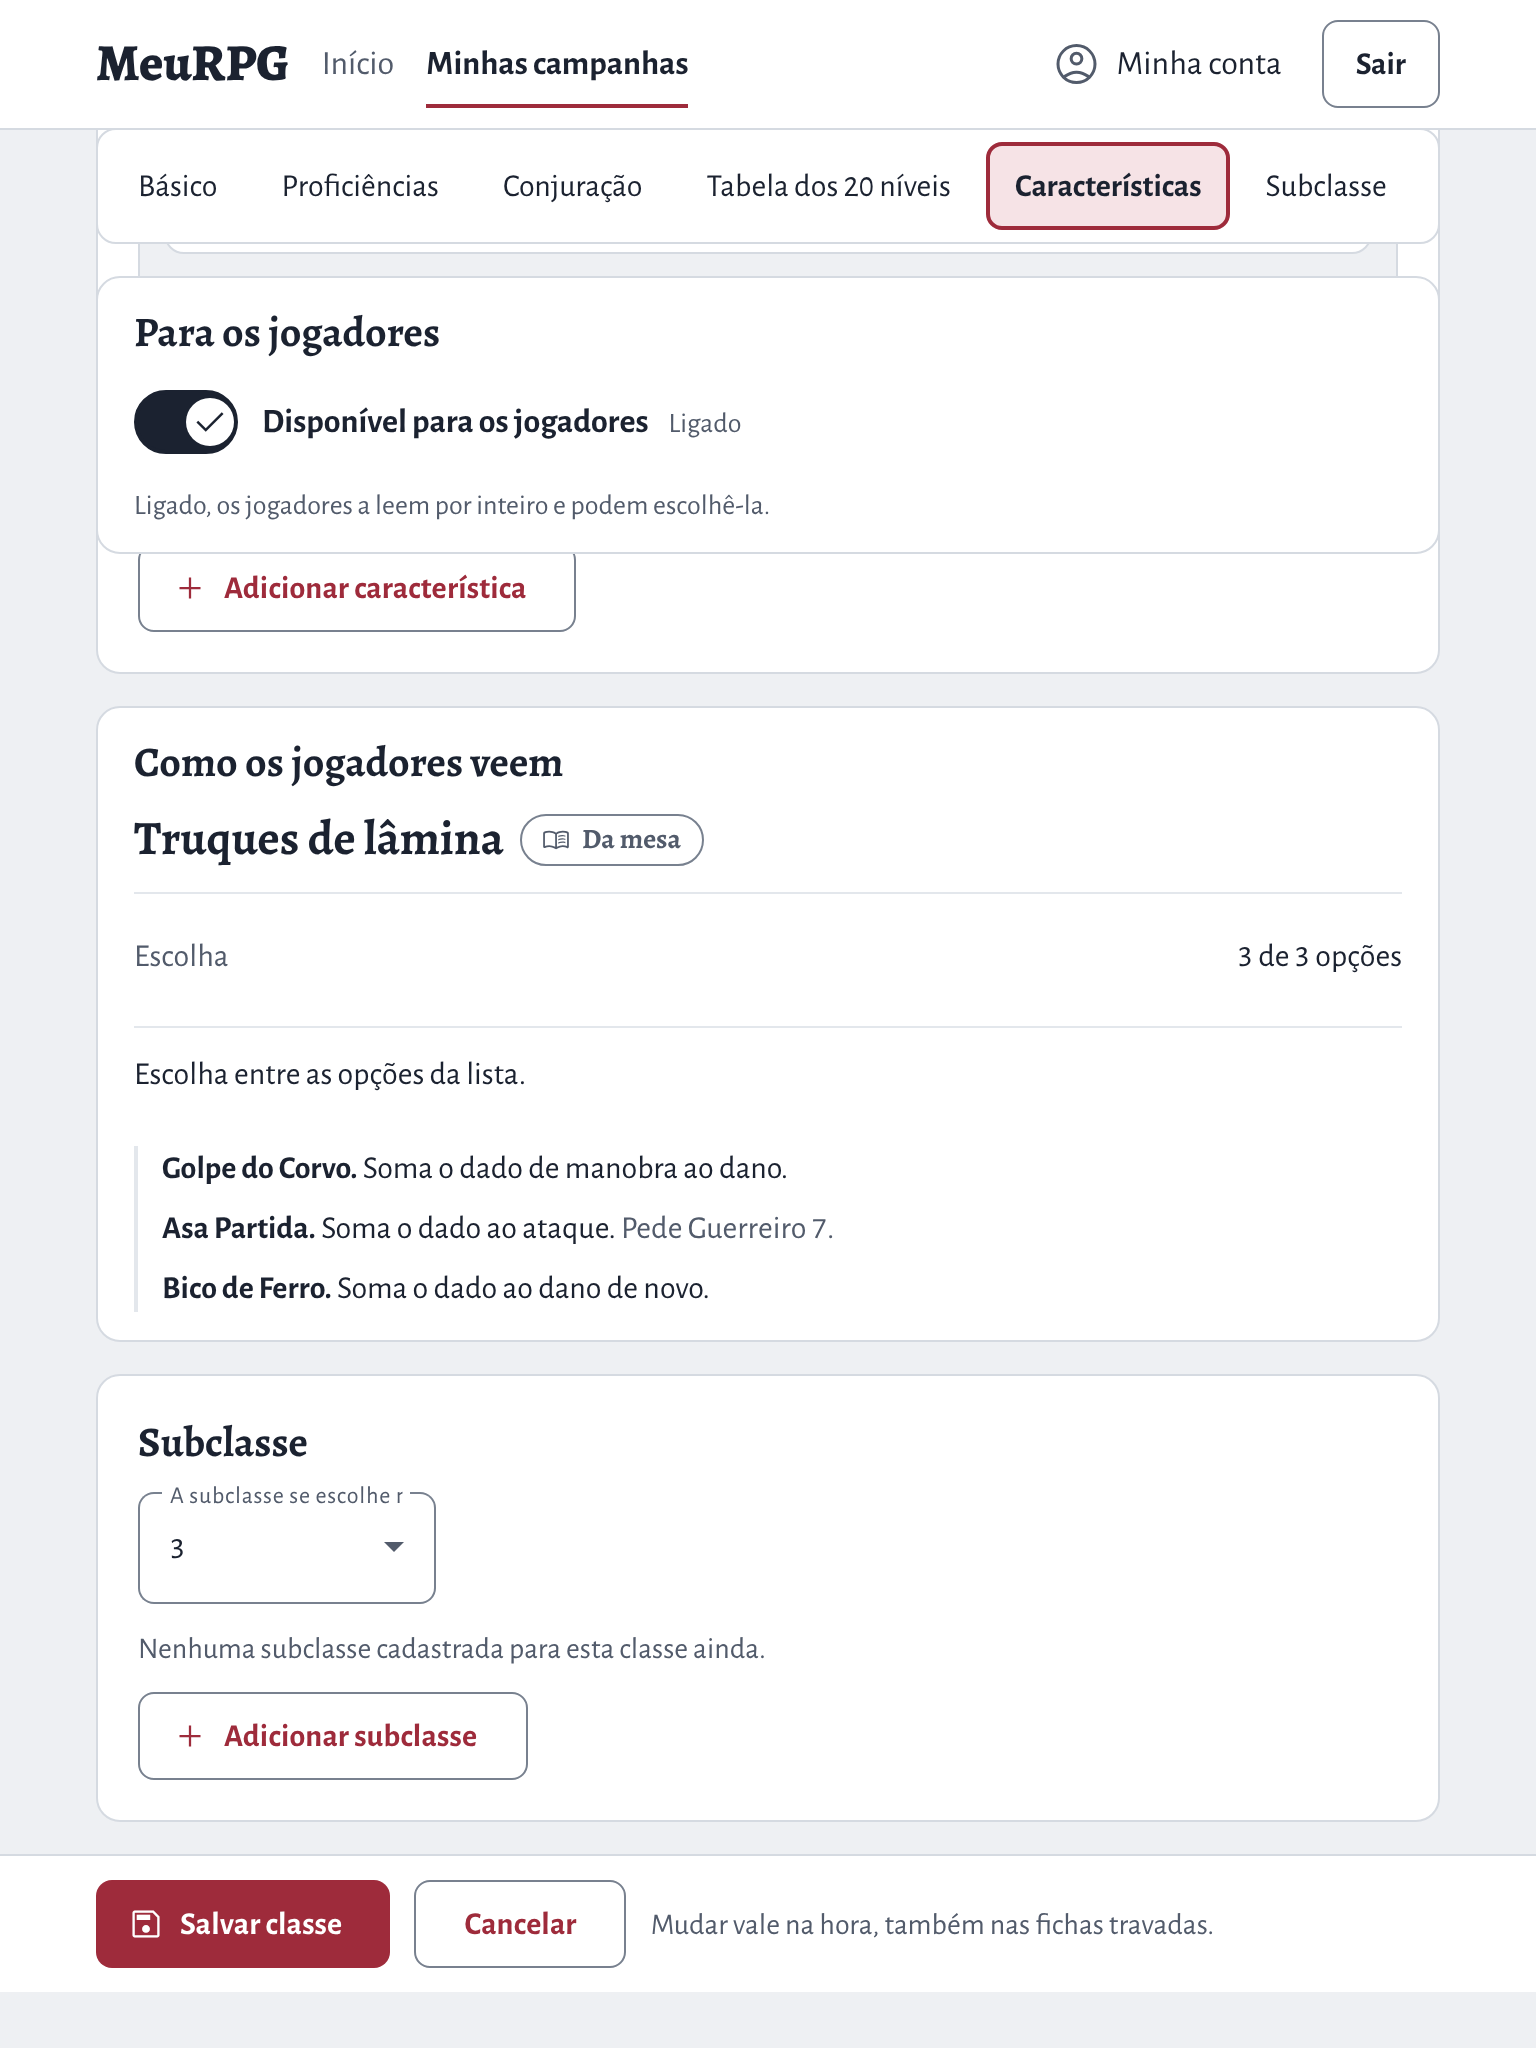 MeuRPG Início Minhas campanhas Minha conta Sair
Básico Proficiências Conjuração Tabela dos 20 níveis Características Subclasse
Para os jogadores
Disponível para os jogadores Ligado
Ligado, os jogadores a leem por inteiro e podem escolhê-la.
Adicionar característica
Como os jogadores veem
Truques de lâmina Da mesa
Escolha 3 de 3 opções
Escolha entre as opções da lista.
Golpe do Corvo. Soma o dado de manobra ao dano.
Asa Partida. Soma o dado ao ataque. Pede Guerreiro 7.
Bico de Ferro. Soma o dado ao dano de novo.
Subclasse
A subclasse se escolhe
3
Nenhuma subclasse cadastrada para esta classe ainda.
Adicionar subclasse
Salvar classe Cancelar Mudar vale na hora, também nas fichas travadas.